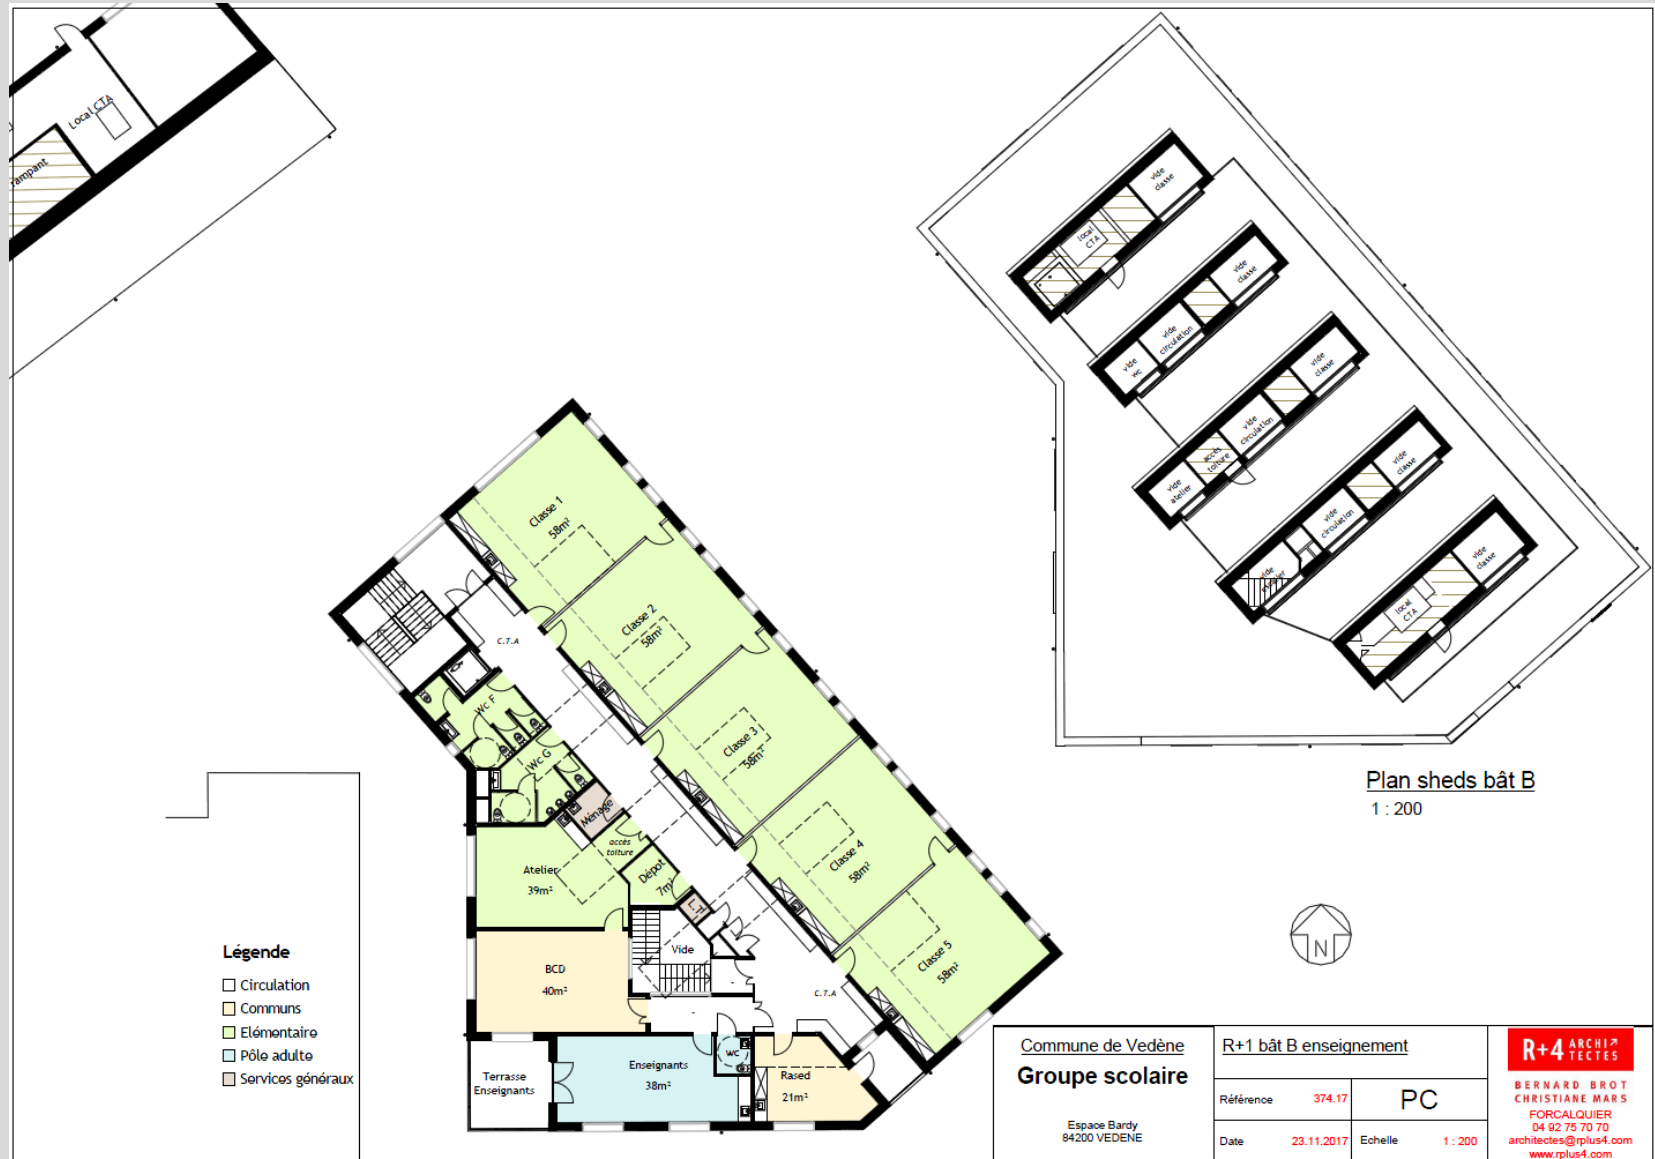 Local CTA
rampant
vide
classe
local
CTA
vide
classe
vide
circulation
vide
wc
vide
classe
vide
circulation
accès
toiture
vide
atelier
vide
classe
vide
circulation
vide
vide
classe
local
CTA
Plan sheds bât B
1 : 200
N
Classe 1
58m²
Classe 2
58m²
Classe 3
58m²
Classe 4
58m²
Classe 5
58m²
C.T.A
Wc F
Wc G
Ménage
accès
toiture
Dépot
7m²
Atelier
39m²
Vide
BCD
40m²
C.T.A
Enseignants
38m²
wc
Rased
21m²
Terrasse
Enseignants
Légende
Circulation
Communs
Elémentaire
Pôle adulte
Services généraux
Commune de Vedène
Groupe scolaire
Espace Bardy
84200 VEDENE
R+1 bât B enseignement
Référence 374.17 PC
Date 23.11.2017 Echelle 1 : 200
R+4 ARCHI
TECTES
BERNARD BROT
CHRISTIANE MARS
FORCALQUIER
04 92 75 70 70
architectes@rplus4.com
www.rplus4.com